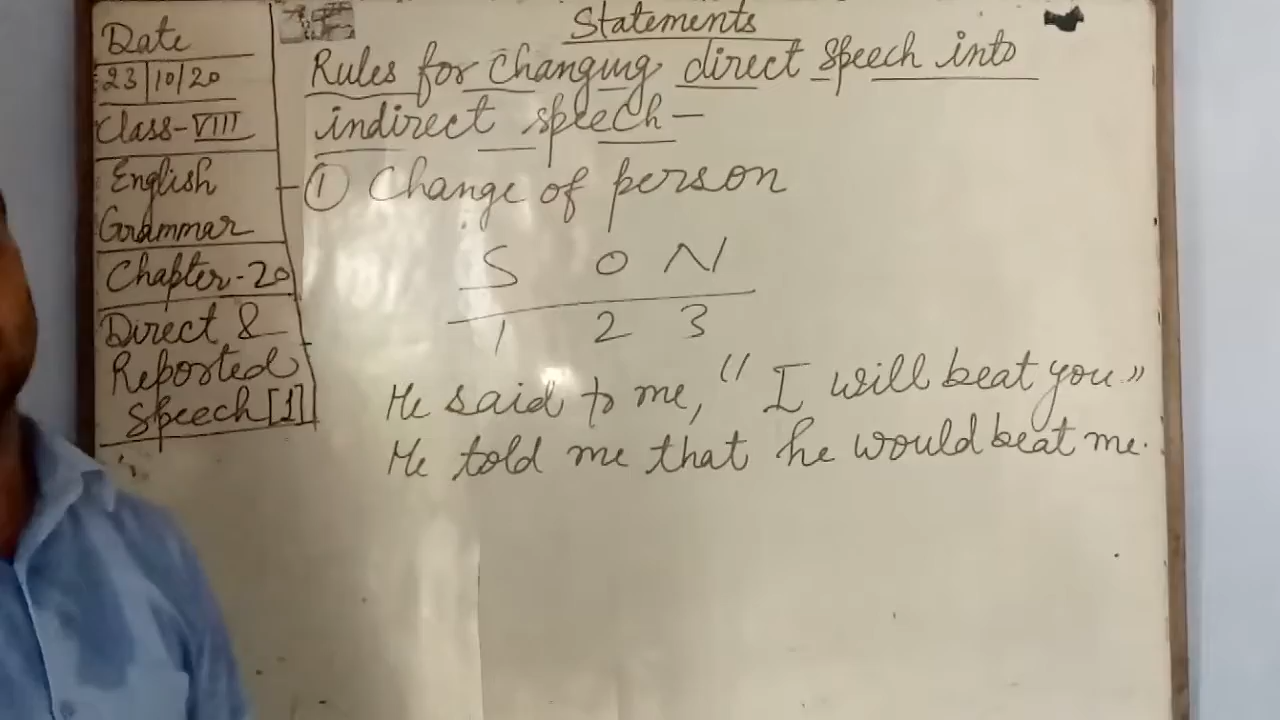 Date
23/10/20
Class-VIII
English
Grammar
Chapter-20
Direct &
Reported
Speech[1]
Statements
Rules for Changing direct speech into
indirect speech—
① Change of person
S O N
1 2 3
He said to me, "I will beat you"
He told me that he would beat me.